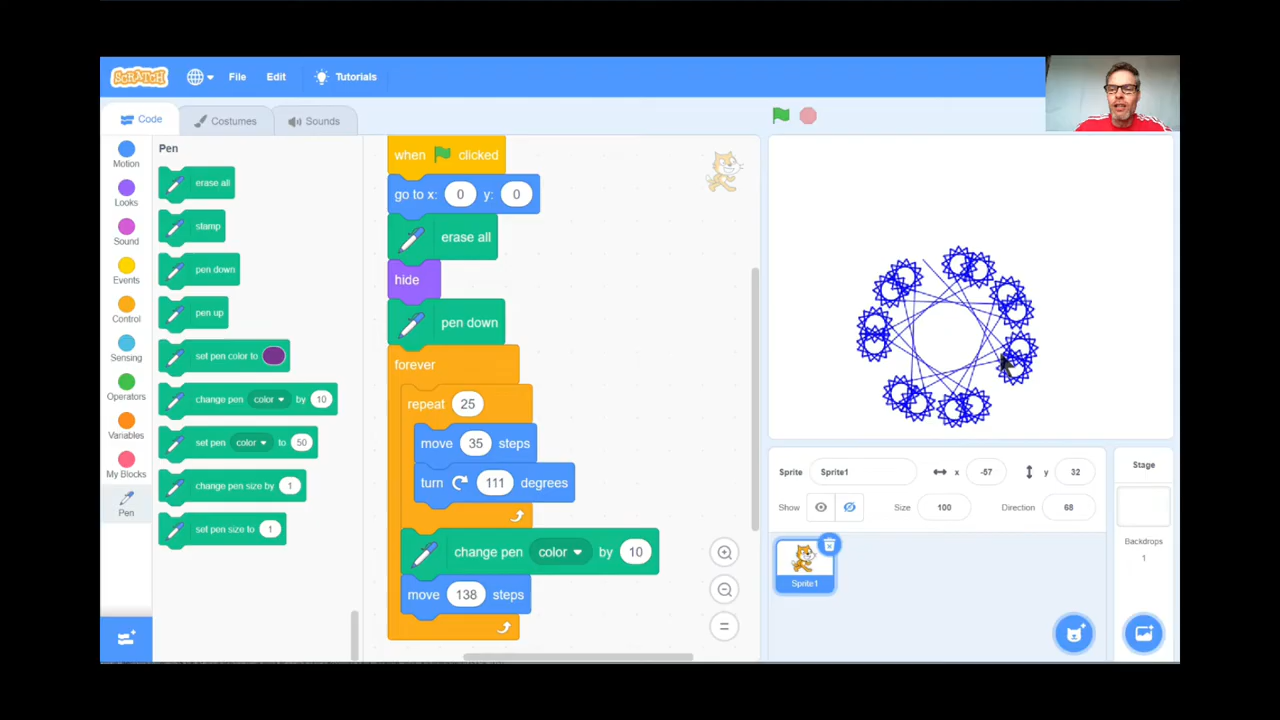 SCRATCH File Edit Tutorials
Code Costumes Sounds
Motion
Looks
Sound
Events
Control
Sensing
Operators
Variables
My Blocks
Pen
Pen
erase all
stamp
pen down
pen up
set pen color to
change pen color by 10
set pen color to 50
change pen size by 1
set pen size to 1
when clicked
go to x: 0 y: 0
erase all
hide
pen down
forever
repeat 25
move 35 steps
turn 111 degrees
change pen color by 10
move 138 steps
Sprite Sprite1 x -57 y 32
Show Size 100 Direction 68
Sprite1
Stage
Backdrops
1